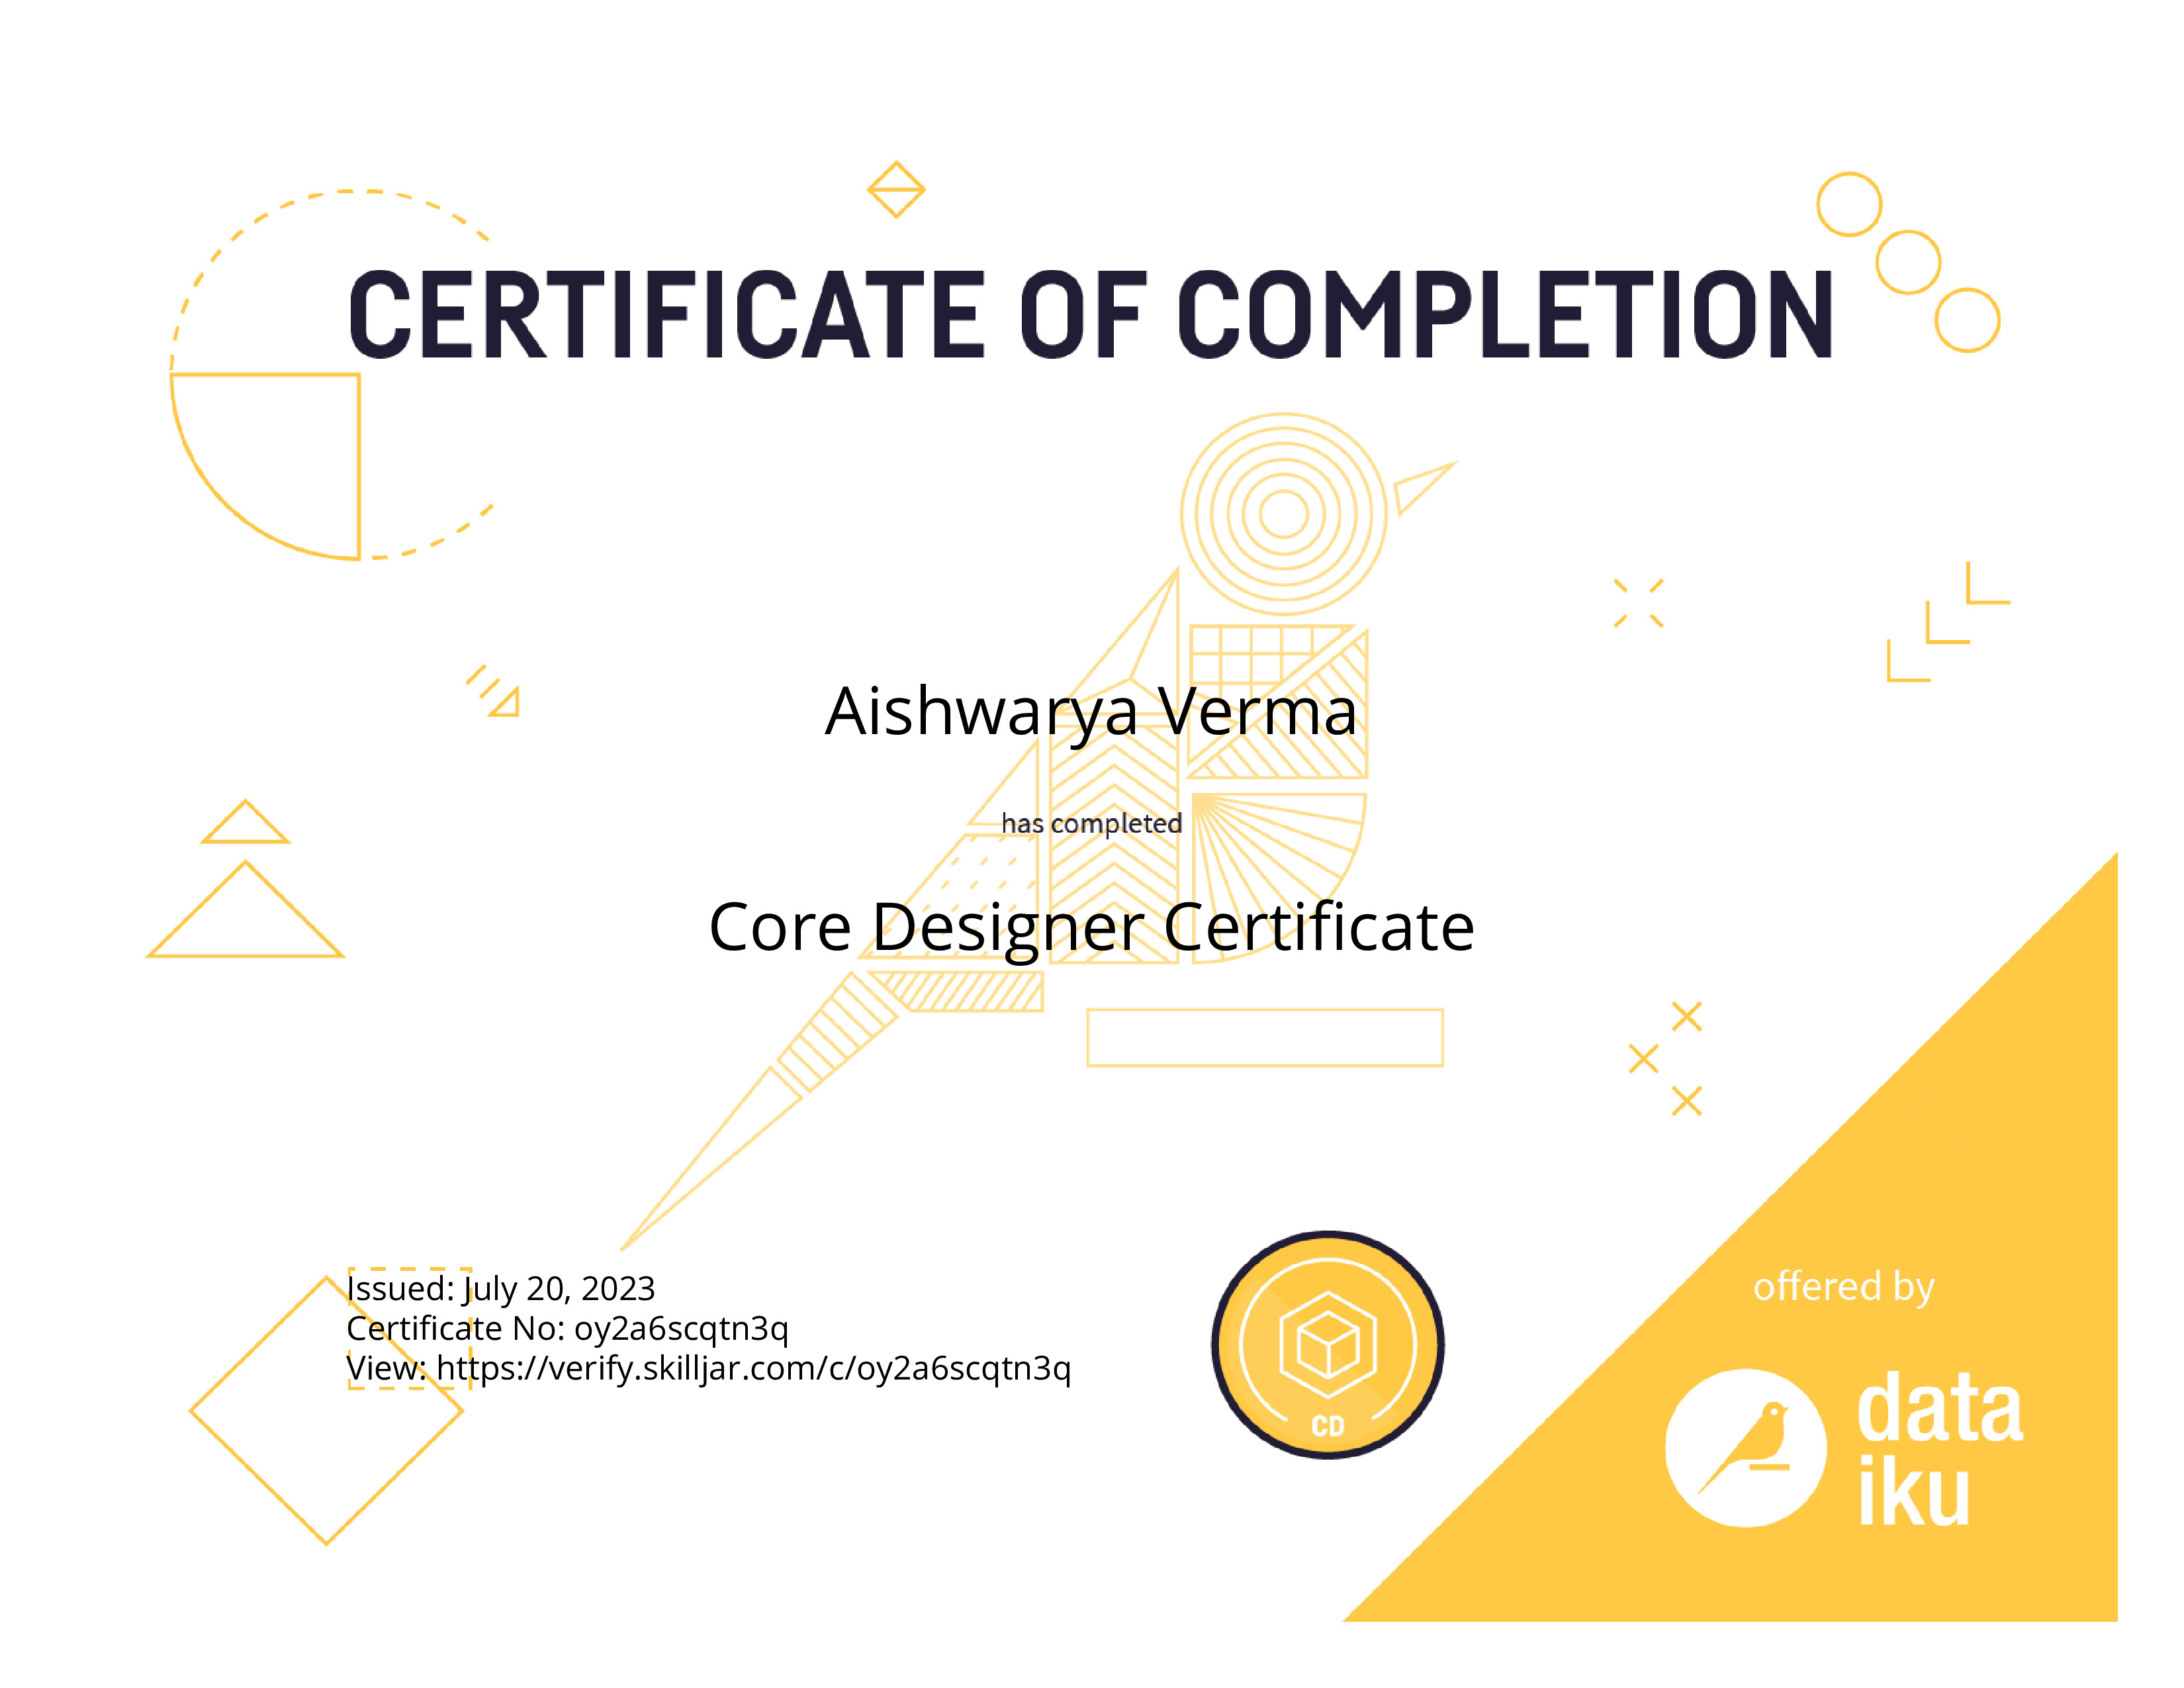 CERTIFICATE OF COMPLETION
Aishwarya Verma
has completed
Core Designer Certificate
Issued: July 20, 2023
Certificate No: oy2a6scqtn3q
View: https://verify.skilljar.com/c/oy2a6scqtn3q
CD
offered by
data
iku